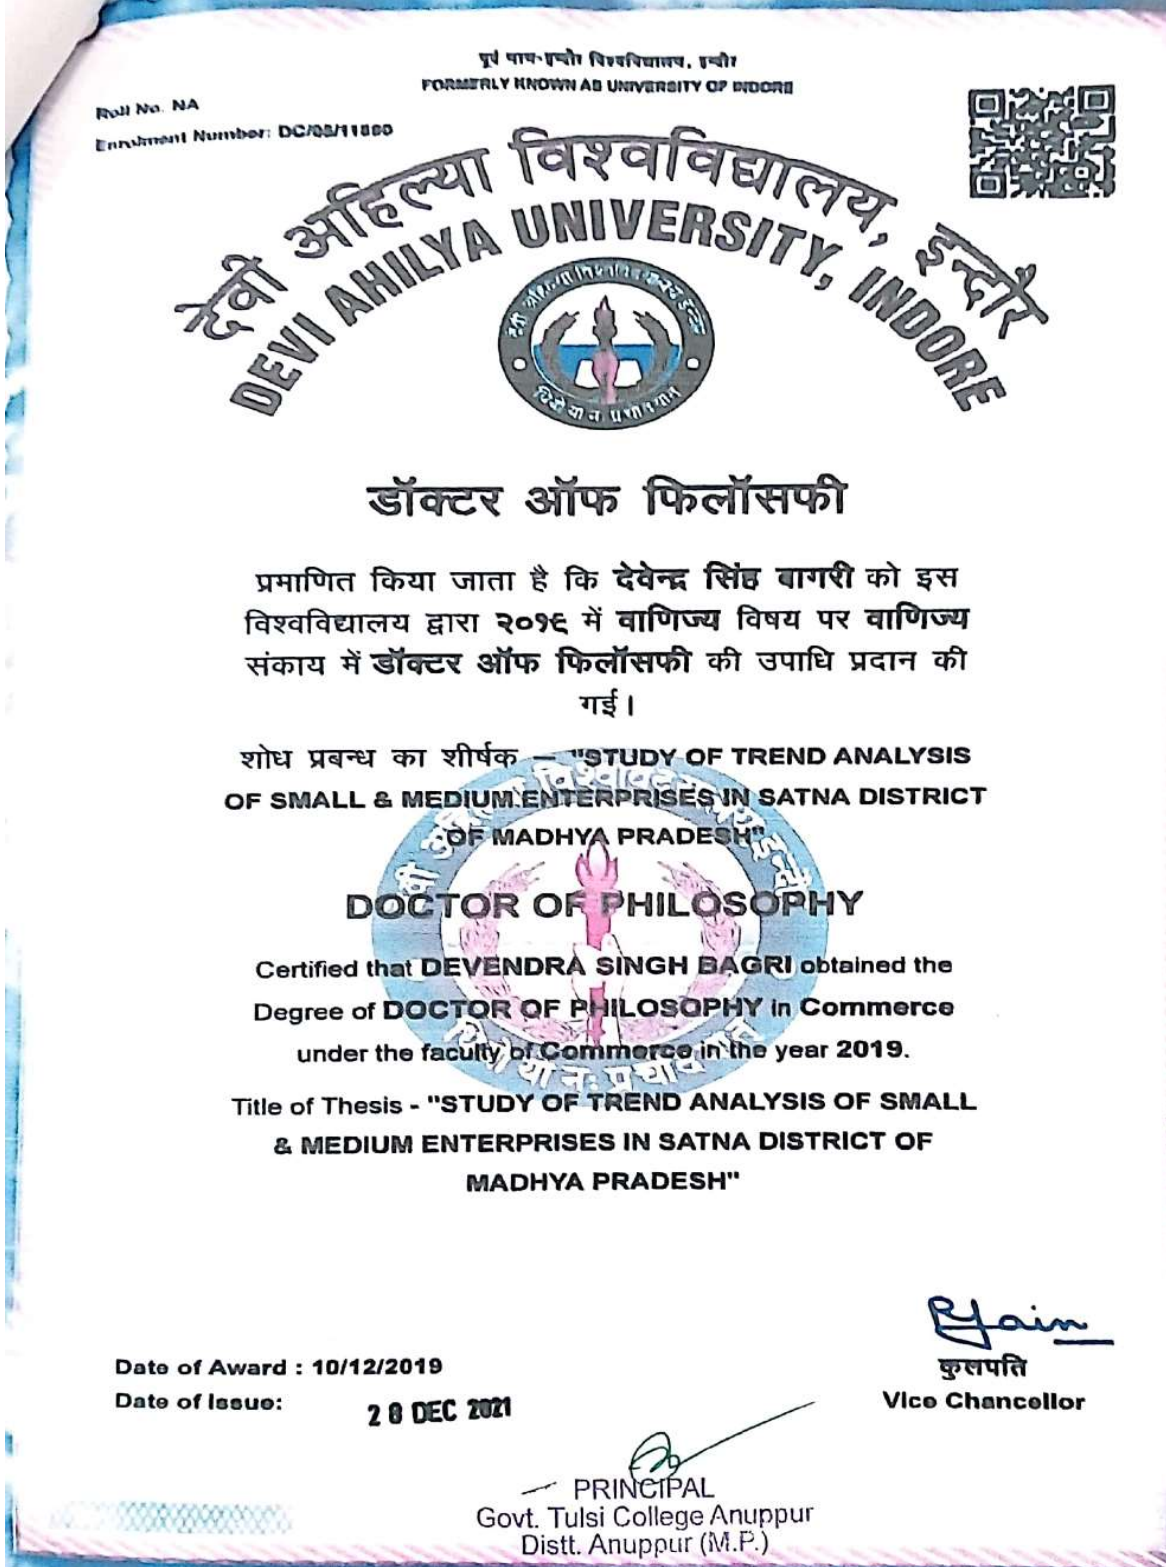 FORMERLY KNOWN AS UNIVERSITY OF INDORE
Roll No. NA
Enrolment Number:
देवी अहिल्या विश्वविद्यालय, इन्दौर
DEVI AHILYA UNIVERSITY, INDORE
डॉक्टर ऑफ फिलॉसफी
प्रमाणित किया जाता है कि देवेन्द्र सिंह बागरी को इस
विश्वविद्यालय द्वारा २०१९ में वाणिज्य विषय पर वाणिज्य
संकाय में डॉक्टर ऑफ फिलॉसफी की उपाधि प्रदान की
गई।
शोध प्रबन्ध का शीर्षक – "STUDY OF TREND ANALYSIS
OF SMALL & MEDIUM ENTERPRISES IN SATNA DISTRICT
OF MADHYA PRADESH"
DOCTOR OF PHILOSOPHY
Certified that DEVENDRA SINGH BAGRI obtained the
Degree of DOCTOR OF PHILOSOPHY in Commerce
under the faculty of Commerce in the year 2019.
Title of Thesis - "STUDY OF TREND ANALYSIS OF SMALL
& MEDIUM ENTERPRISES IN SATNA DISTRICT OF
MADHYA PRADESH"
RJain
कुलपति
Vice Chancellor
Date of Award : 10/12/2019
Date of Issue: 28 DEC 2021
PRINCIPAL
Govt. Tulsi College Anuppur
Distt. Anuppur (M.P.)